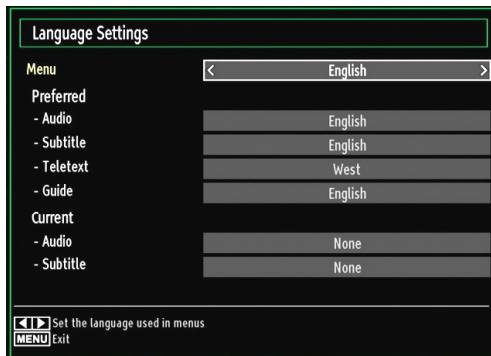 Language Settings
Menu < English >
Preferred
- Audio English
- Subtitle English
- Teletext West
- Guide English
Current
- Audio None
- Subtitle None
Set the language used in menus
MENU Exit